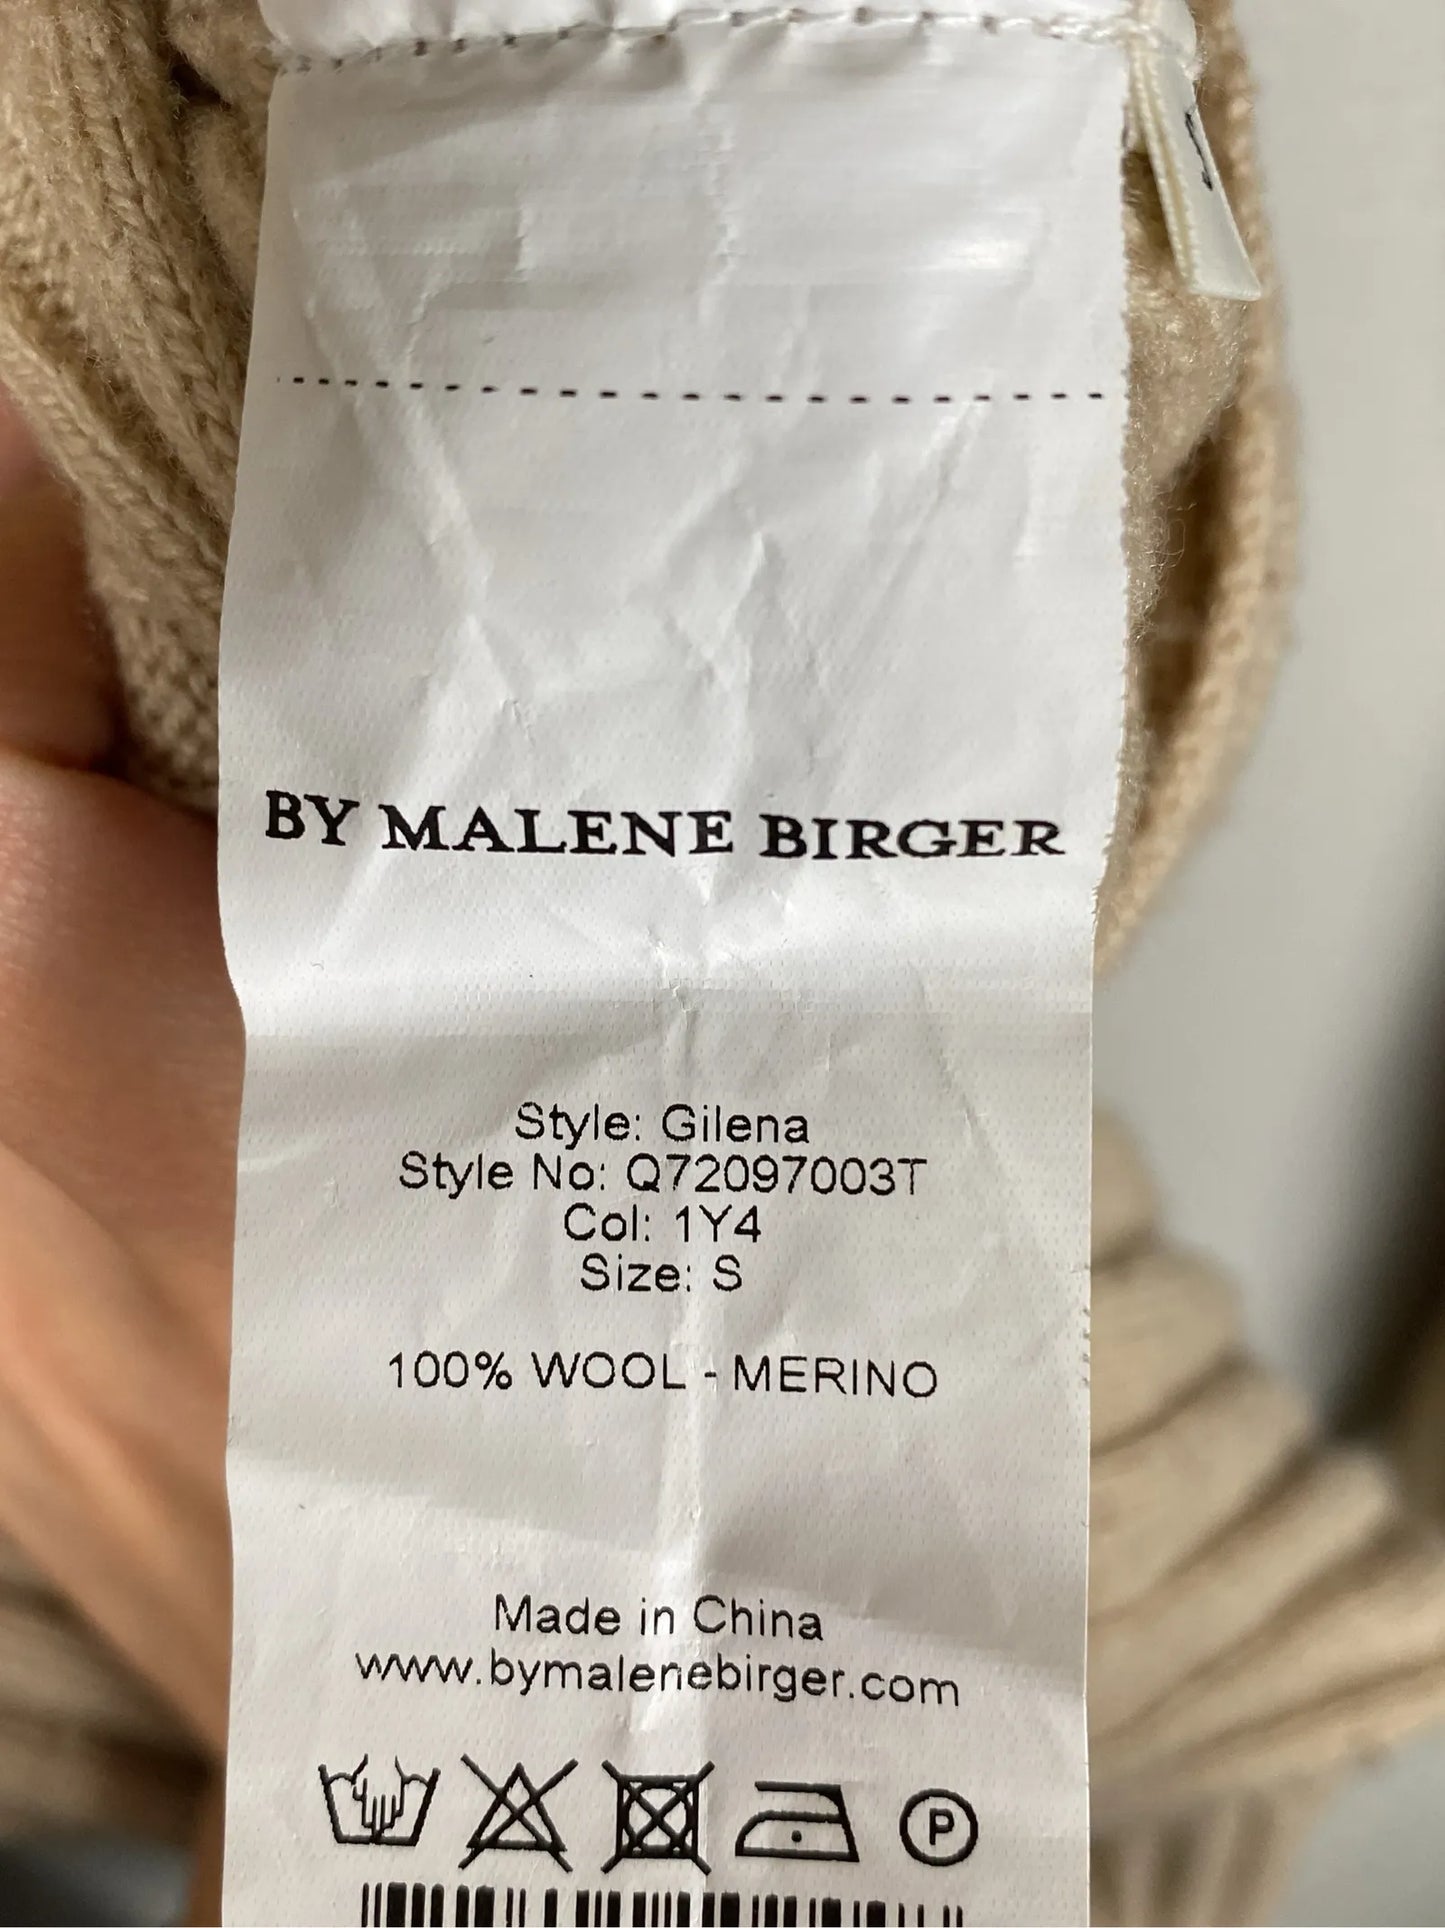 BY MALENE BIRGER
Style: Gilena
Style No: Q72097003T
Col: 1Y4
Size: S
100% WOOL - MERINO
Made in China
www.bymalenebirger.com
P